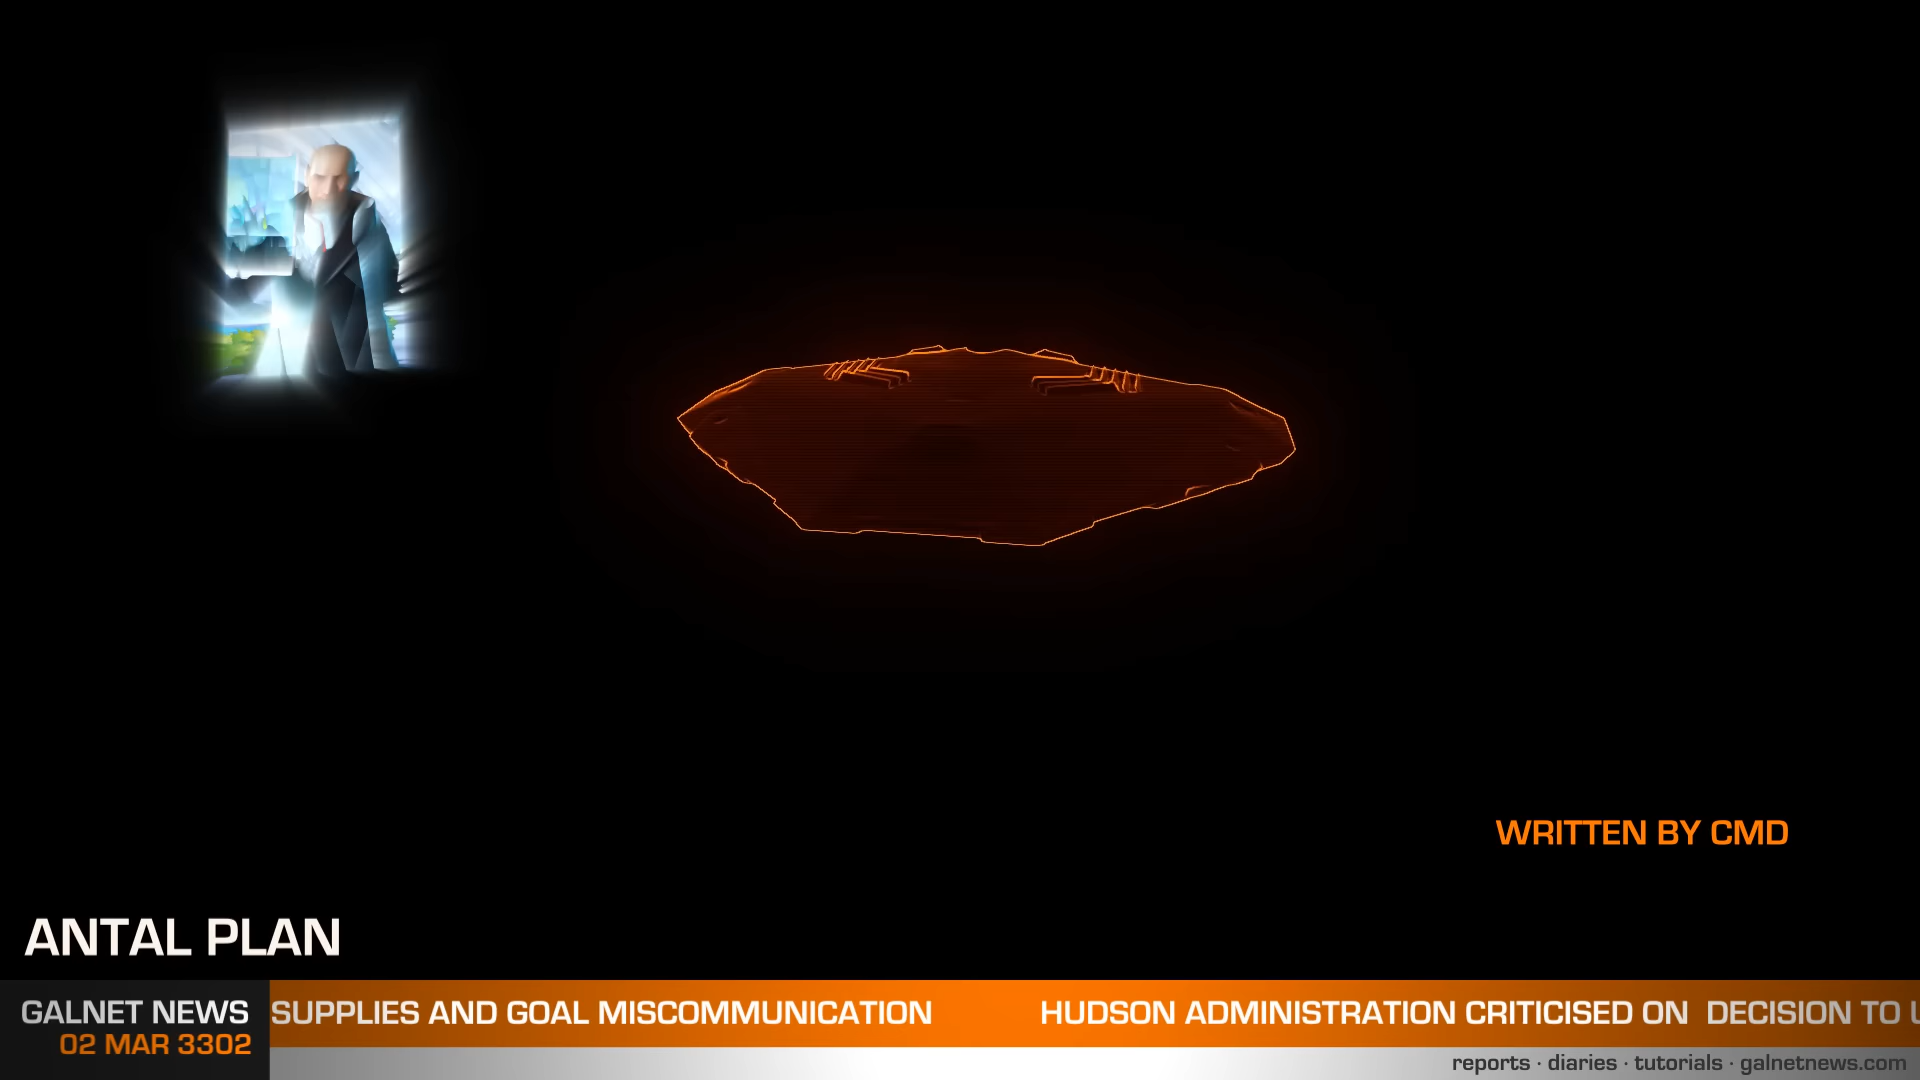 WRITTEN BY CMD
ANTAL PLAN
GALNET NEWS
SUPPLIES AND GOAL MISCOMMUNICATION HUDSON ADMINISTRATION CRITICISED ON DECISION TO
02 MAR 3302
reports · diaries · tutorials · galnetnews.com